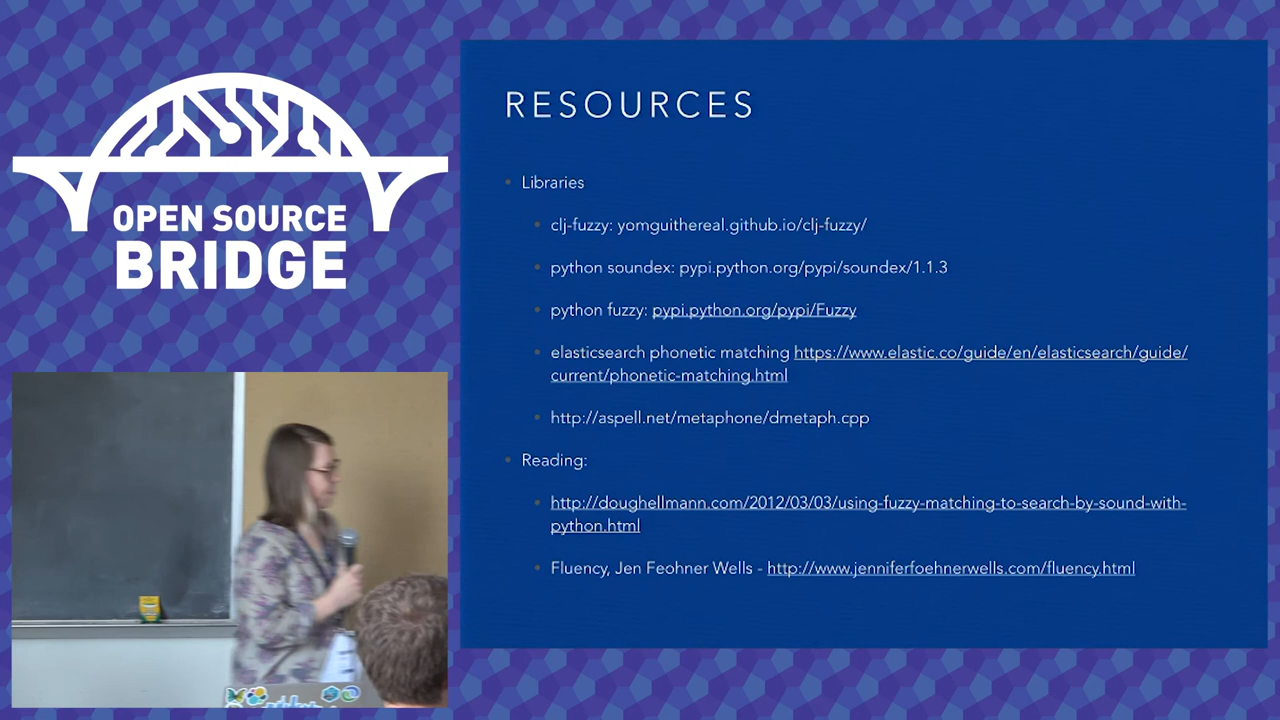 OPEN SOURCE
BRIDGE
RESOURCES
Libraries
clj-fuzzy: yomguithereal.github.io/clj-fuzzy/
python soundex: pypi.python.org/pypi/soundex/1.1.3
python fuzzy: pypi.python.org/pypi/Fuzzy
elasticsearch phonetic matching https://www.elastic.co/guide/en/elasticsearch/guide/
current/phonetic-matching.html
http://aspell.net/metaphone/dmetaph.cpp
Reading:
http://doughellmann.com/2012/03/03/using-fuzzy-matching-to-search-by-sound-with-
python.html
Fluency, Jen Feohner Wells - http://www.jenniferfoehnerwells.com/fluency.html